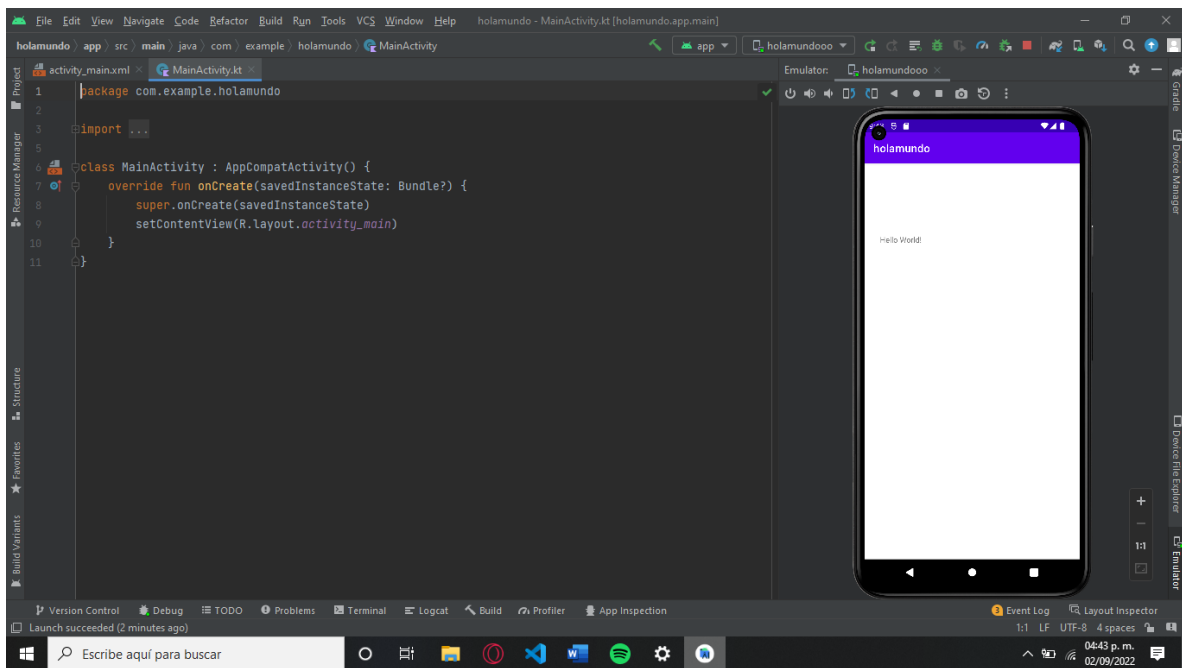 File Edit View Navigate Code Refactor Build Run Tools VCS Window Help holamundo - MainActivity.kt [holamundo.app.main]
holamundo app src main java com example holamundo MainActivity app holamundooo
activity_main.xml MainActivity.kt
Emulator: holamundooo
1 package com.example.holamundo
2
3 import ...
5
6 class MainActivity : AppCompatActivity() {
7 override fun onCreate(savedInstanceState: Bundle?) {
8 super.onCreate(savedInstanceState)
9 setContentView(R.layout.activity_main)
10 }
11 }
holamundo
Hello World!
1:1
Project
Resource Manager
Structure
Favorites
Build Variants
Gradle
Device Manager
Device File Explorer
Emulator
Version Control Debug TODO Problems Terminal Logcat Build Profiler App Inspection 3 Event Log Layout Inspector
Launch succeeded (2 minutes ago) 1:1 LF UTF-8 4 spaces
Escribe aquí para buscar
04:43 p. m.
02/09/2022